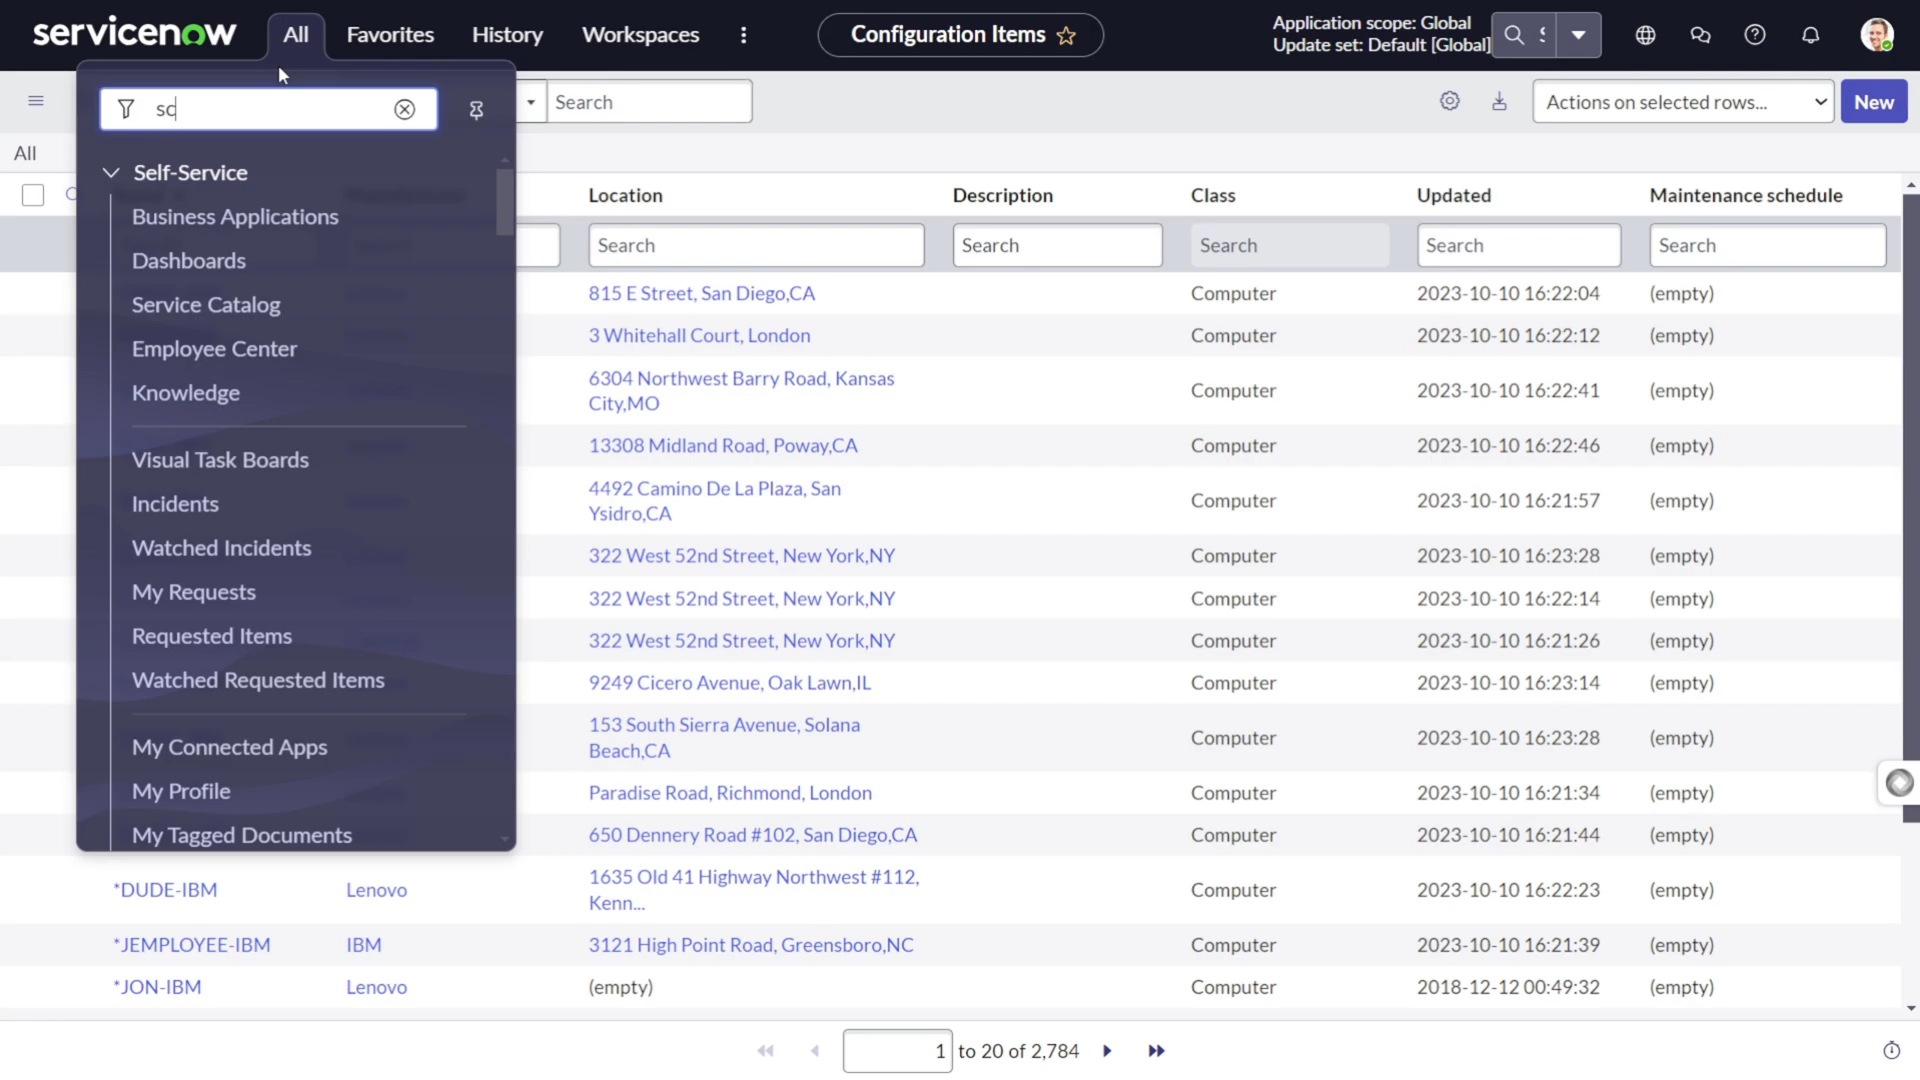 servicenow
All
Favorites
History
Workspaces
Configuration Items
Application scope: Global
Update set: Default [Global]
sc
Search
Actions on selected rows...
New
All
Self-Service
Business Applications
Dashboards
Service Catalog
Employee Center
Knowledge
Visual Task Boards
Incidents
Watched Incidents
My Requests
Requested Items
Watched Requested Items
My Connected Apps
My Profile
My Tagged Documents
Location Description Class Updated Maintenance schedule
Search Search Search Search Search
815 E Street, San Diego,CA Computer 2023-10-10 16:22:04 (empty)
3 Whitehall Court, London Computer 2023-10-10 16:22:12 (empty)
6304 Northwest Barry Road, Kansas
City,MO Computer 2023-10-10 16:22:41 (empty)
13308 Midland Road, Poway,CA Computer 2023-10-10 16:22:46 (empty)
4492 Camino De La Plaza, San
Ysidro,CA Computer 2023-10-10 16:21:57 (empty)
322 West 52nd Street, New York,NY Computer 2023-10-10 16:23:28 (empty)
322 West 52nd Street, New York,NY Computer 2023-10-10 16:22:14 (empty)
322 West 52nd Street, New York,NY Computer 2023-10-10 16:21:26 (empty)
9249 Cicero Avenue, Oak Lawn,IL Computer 2023-10-10 16:23:14 (empty)
153 South Sierra Avenue, Solana
Beach,CA Computer 2023-10-10 16:23:28 (empty)
Paradise Road, Richmond, London Computer 2023-10-10 16:21:34 (empty)
650 Dennery Road #102, San Diego,CA Computer 2023-10-10 16:21:44 (empty)
*DUDE-IBM Lenovo 1635 Old 41 Highway Northwest #112,
Kenn... Computer 2023-10-10 16:22:23 (empty)
*JEMPLOYEE-IBM IBM 3121 High Point Road, Greensboro,NC Computer 2023-10-10 16:21:39 (empty)
*JON-IBM Lenovo (empty) Computer 2018-12-12 00:49:32 (empty)
1 to 20 of 2,784